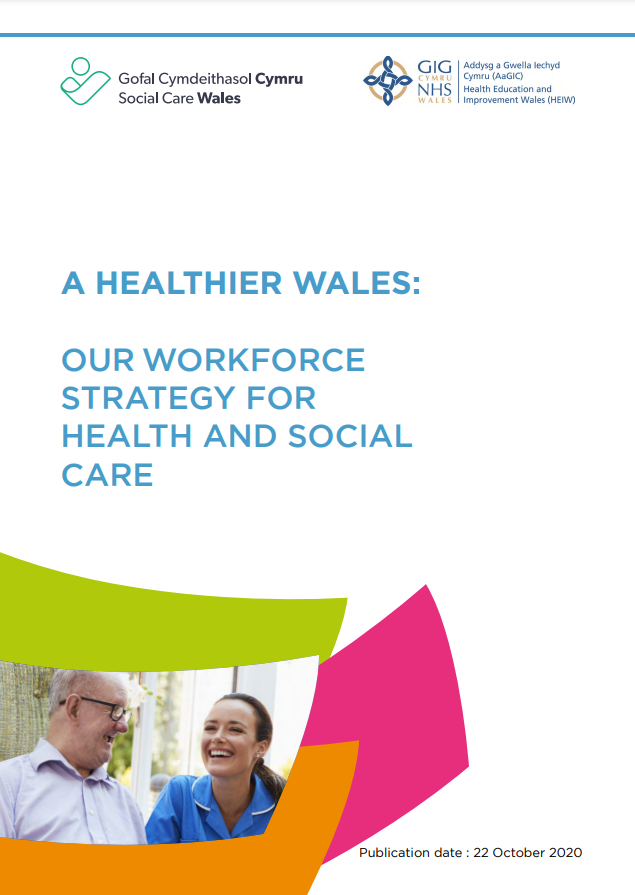 Gofal Cymdeithasol Cymru
Social Care Wales
GIG
CYMRU
NHS
WALES
Addysg a Gwella Iechyd
Cymru (AaGIC)
Health Education and
Improvement Wales (HEIW)
A HEALTHIER WALES:
OUR WORKFORCE
STRATEGY FOR
HEALTH AND SOCIAL
CARE
Publication date : 22 October 2020